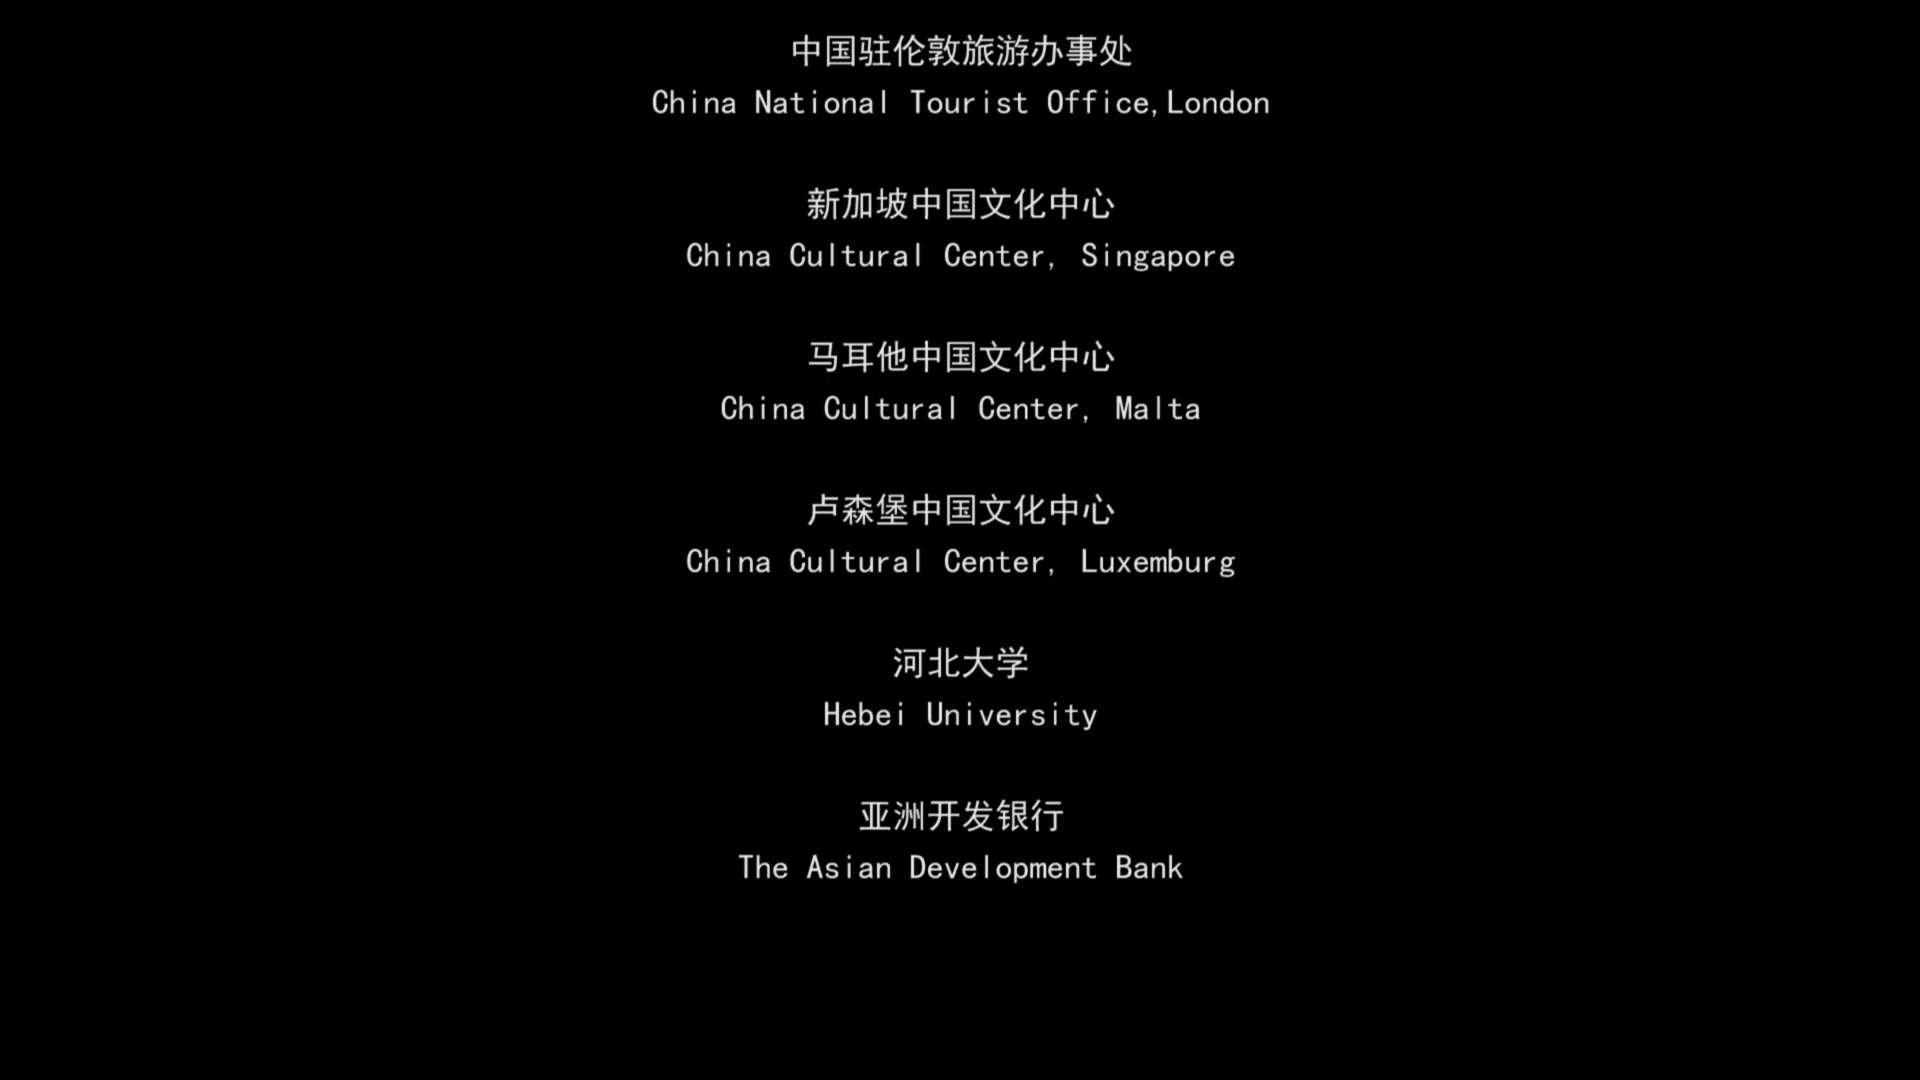 中国驻伦敦旅游办事处
China National Tourist Office,London
新加坡中国文化中心
China Cultural Center, Singapore
马耳他中国文化中心
China Cultural Center, Malta
卢森堡中国文化中心
China Cultural Center, Luxemburg
河北大学
Hebei University
亚洲开发银行
The Asian Development Bank